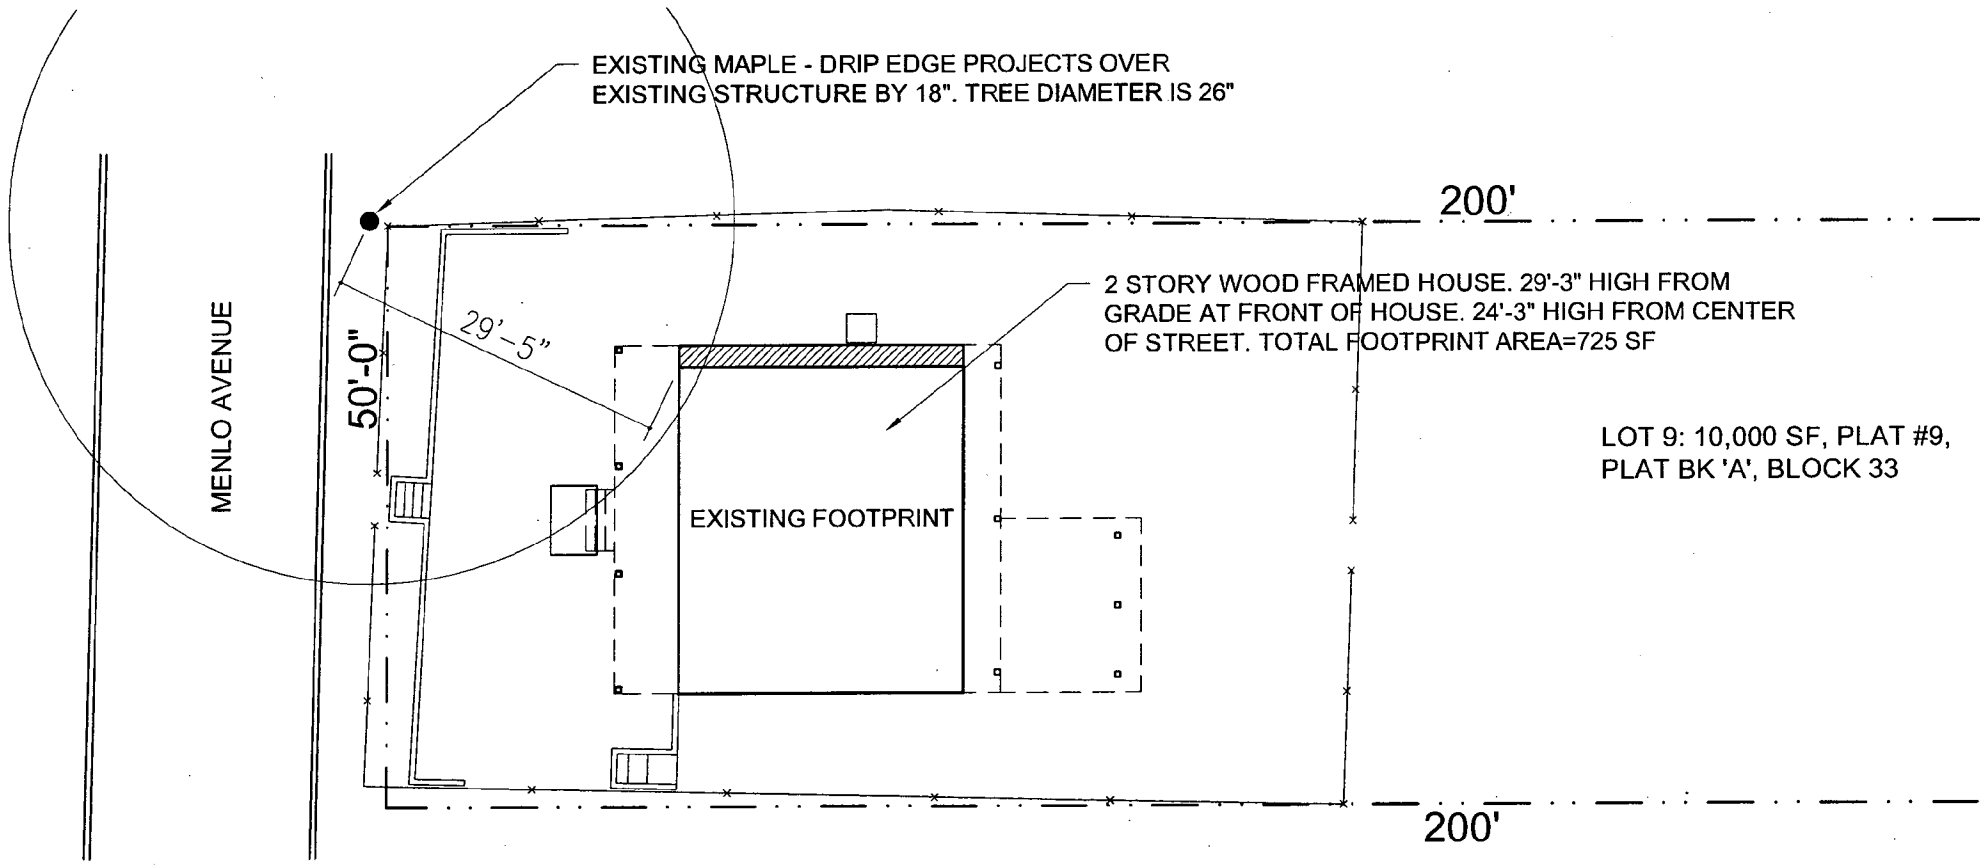 EXISTING MAPLE - DRIP EDGE PROJECTS OVER
EXISTING STRUCTURE BY 18". TREE DIAMETER IS 26"
200'
2 STORY WOOD FRAMED HOUSE. 29'-3" HIGH FROM
GRADE AT FRONT OF HOUSE. 24'-3" HIGH FROM CENTER
OF STREET. TOTAL FOOTPRINT AREA=725 SF
29'-5"
50'-0"
MENLO AVENUE
LOT 9: 10,000 SF, PLAT #9,
PLAT BK 'A', BLOCK 33
EXISTING FOOTPRINT
200'